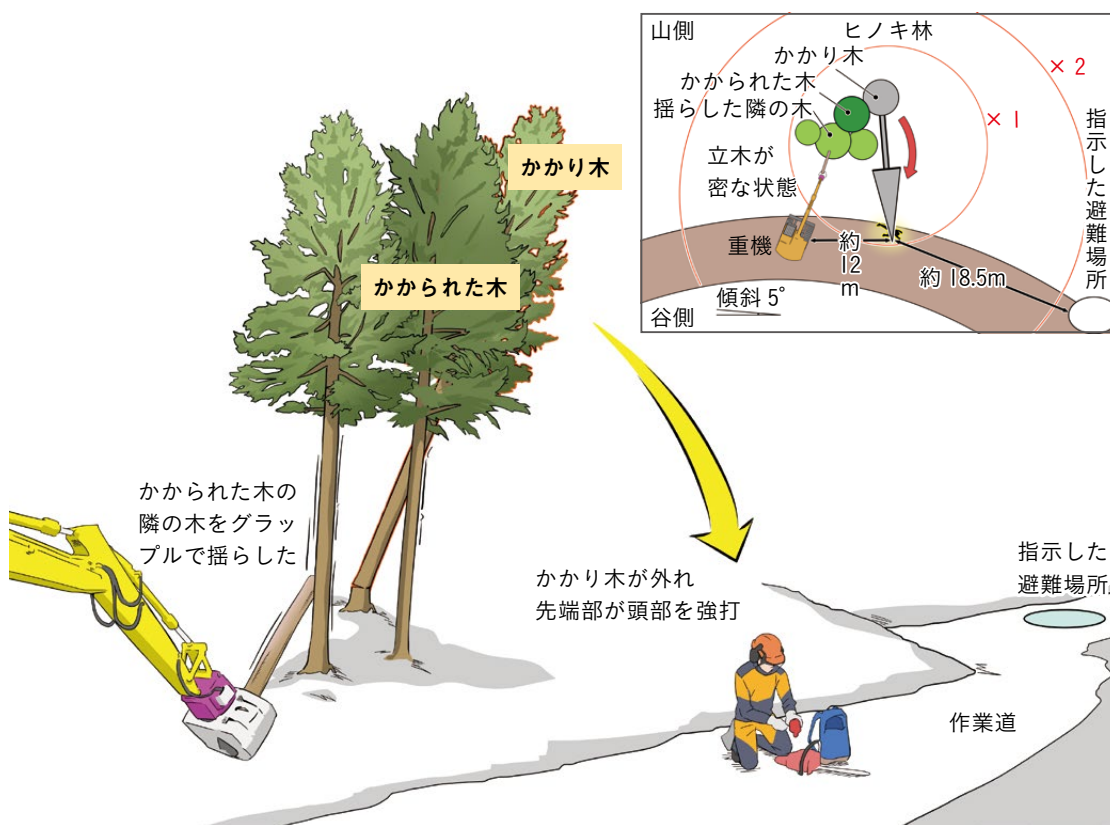 山側
ヒノキ林
かかり木
かかられた木
揺らした隣の木
× 2
× 1
指示した避難場所
立木が
密な状態
重機
約
12
m
約 18.5m
傾斜 5°
谷側
かかり木
かかられた木
かかられた木の
隣の木をグラッ
プルで揺らした
かかり木が外れ
先端部が頭部を強打
指示した
避難場所
作業道